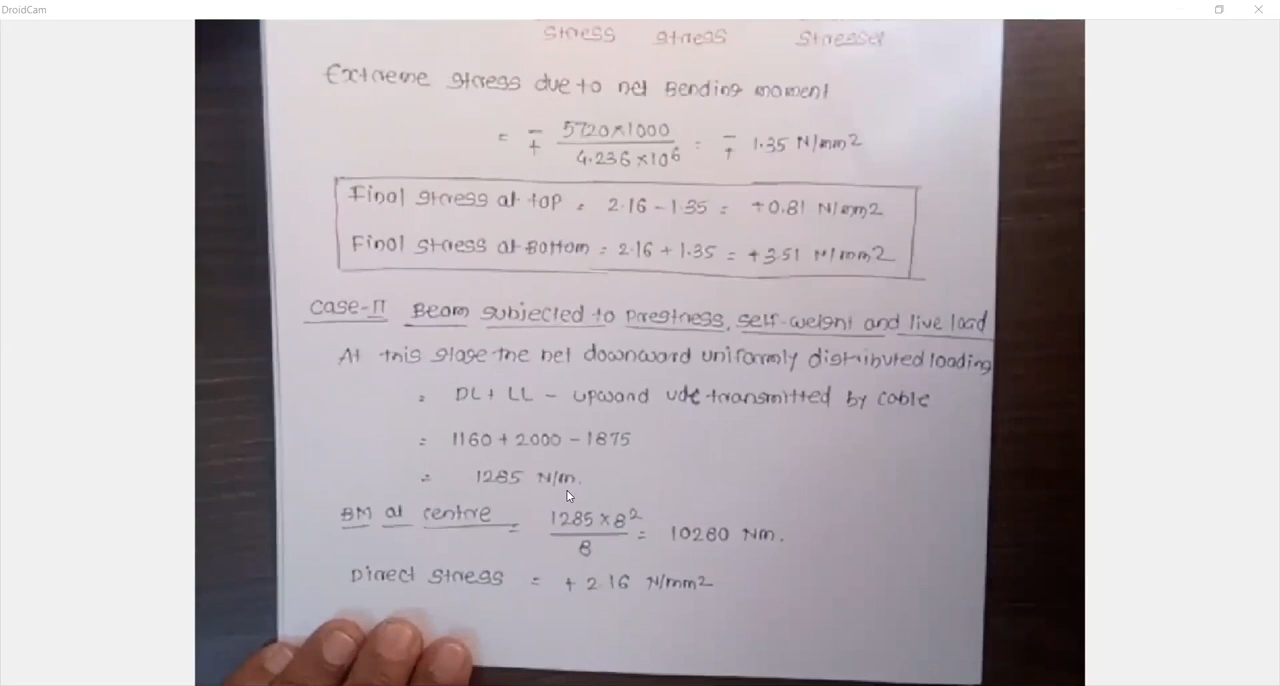 DroidCam
Stress Stress Stresses
Extreme stress due to net Bending moment
= ∓ 5720×1000 / 4.236×10⁶ = ∓ 1.35 N/mm2
Final stress at top = 2.16 - 1.35 = +0.81 N/mm2
Final stress at Bottom = 2.16 + 1.35 = +3.51 N/mm2
Case-II Beam subjected to Prestress, self-weight and live load
At this stage the net downward uniformly distributed loading
= DL + LL - upward udl transmitted by cable
= 1160 + 2000 - 1875
= 1285 N/m.
BM at centre = 1285 × 8² / 8 = 10280 Nm.
Direct stress = + 2.16 N/mm2